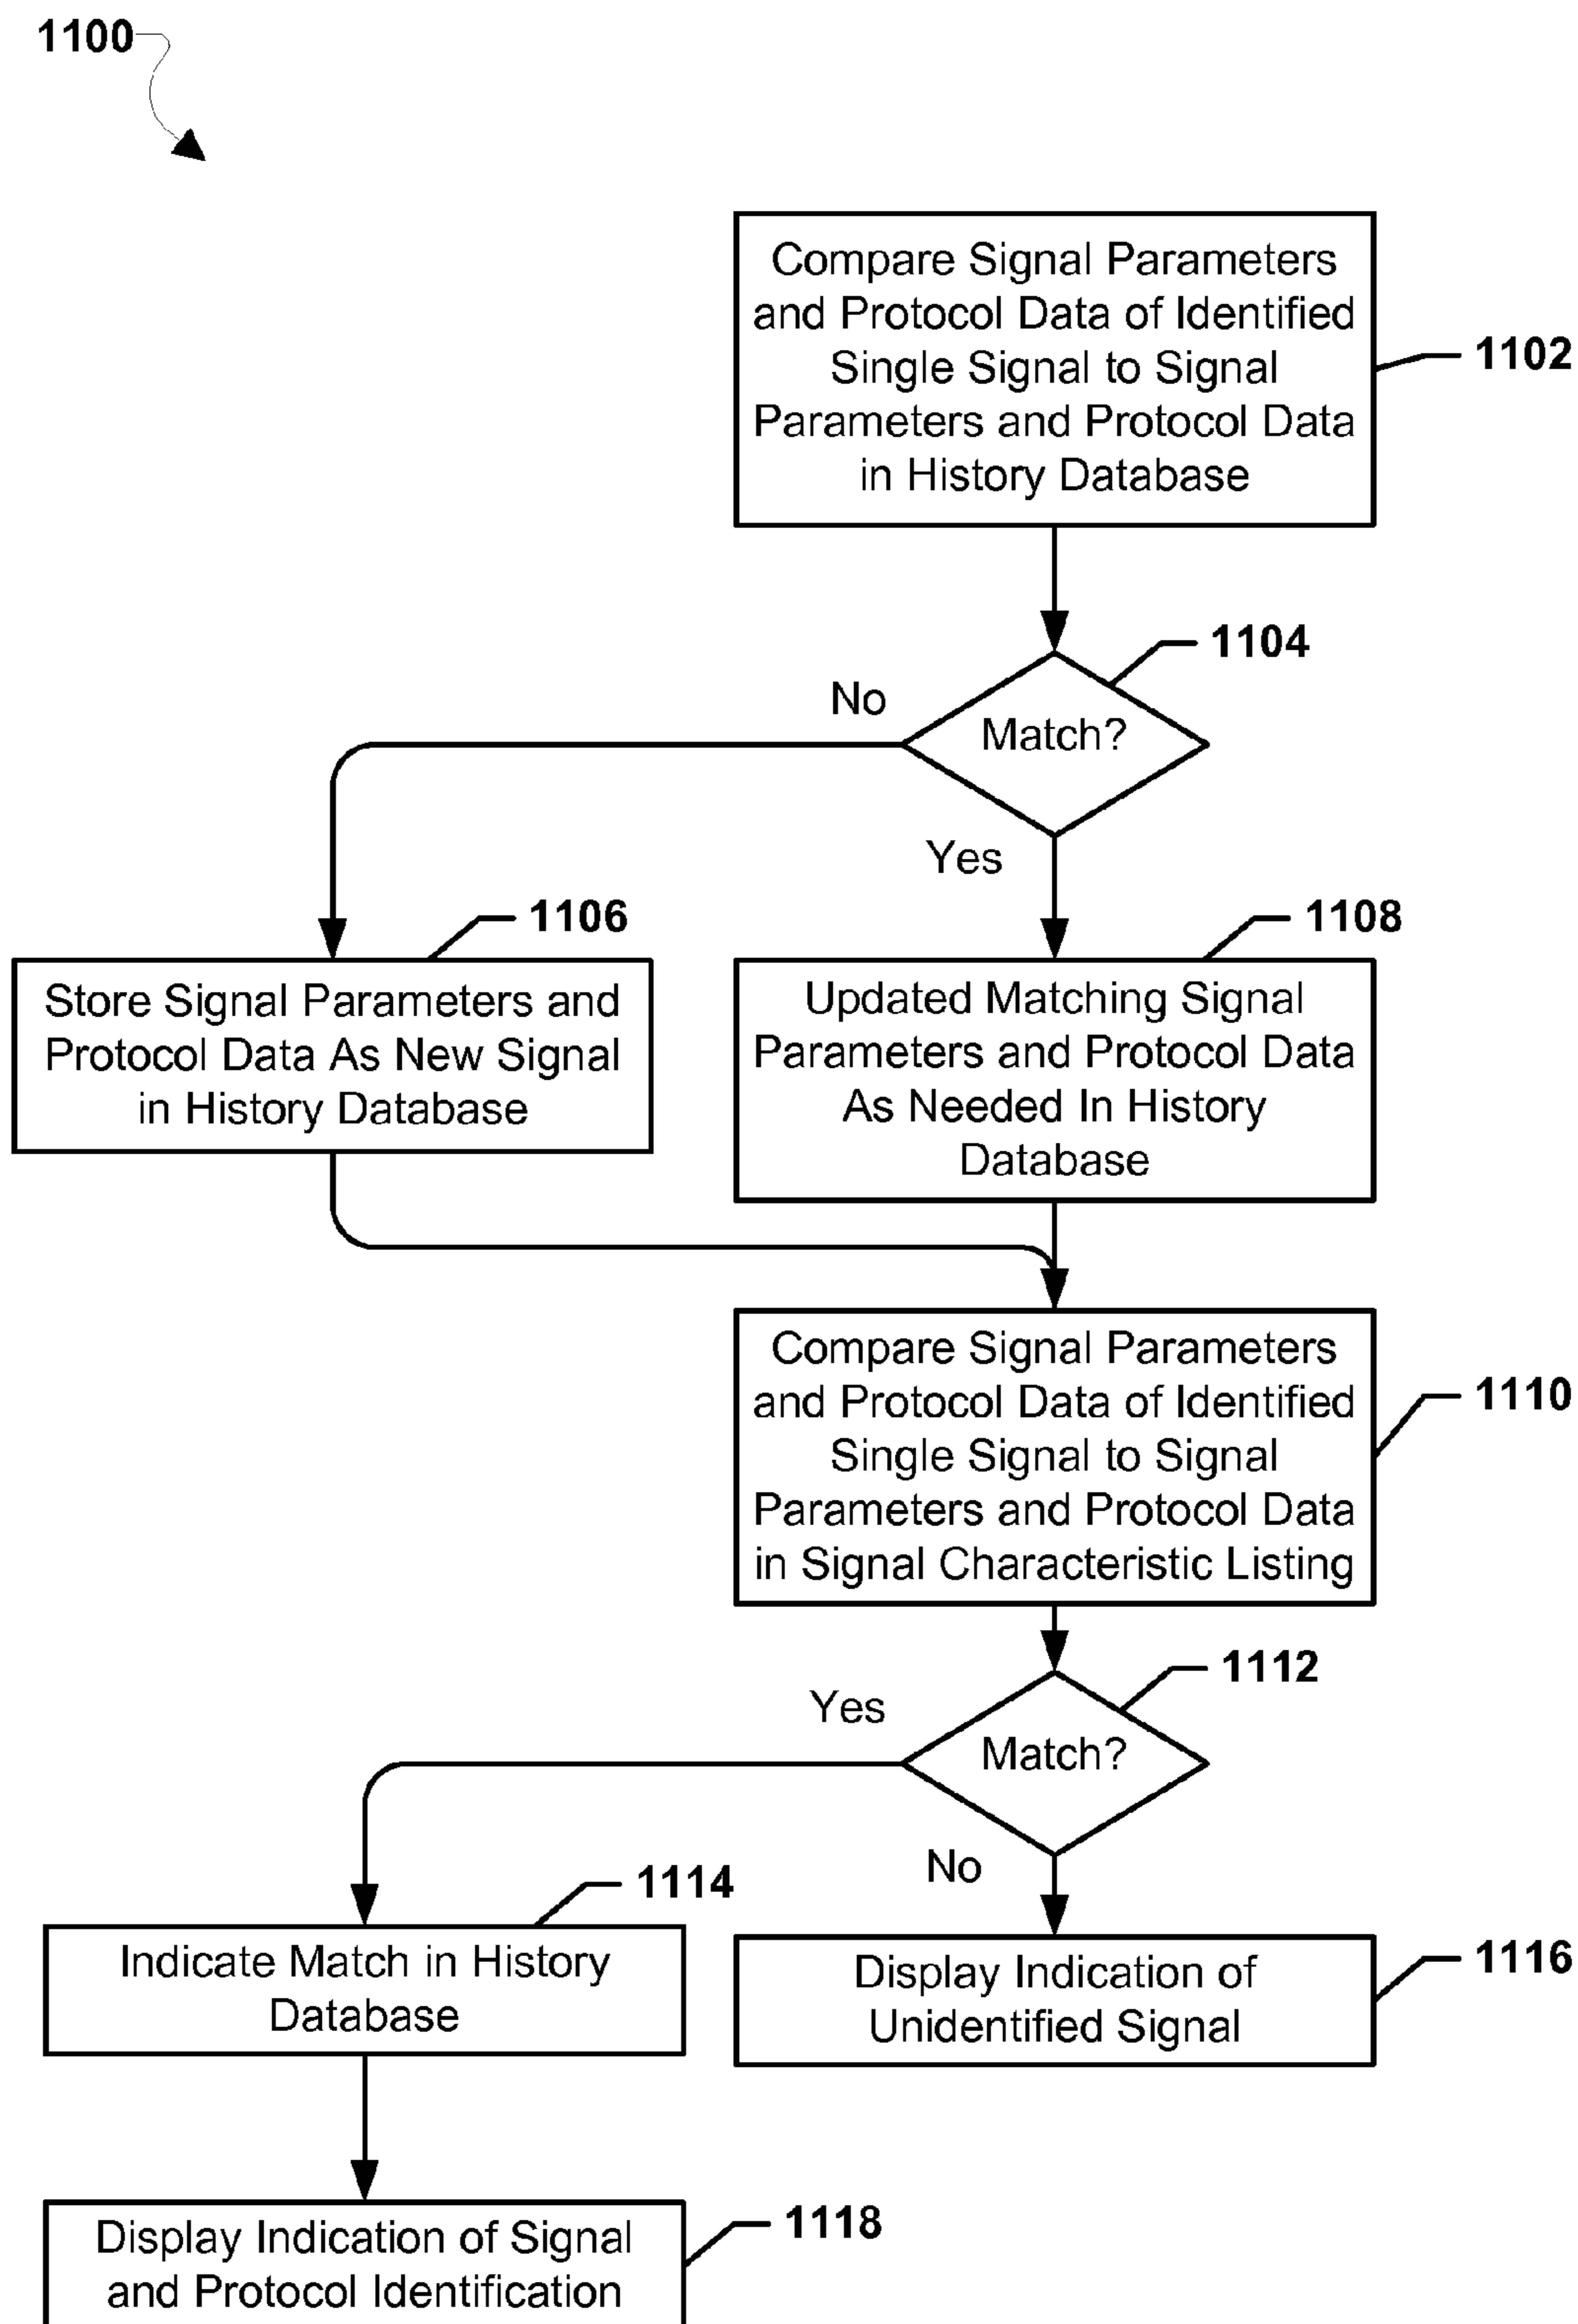 1100
Compare Signal Parameters
and Protocol Data of Identified
Single Signal to Signal
Parameters and Protocol Data
in History Database
1102
1104
No
Match?
Yes
1106
Store Signal Parameters and
Protocol Data As New Signal
in History Database
1108
Updated Matching Signal
Parameters and Protocol Data
As Needed In History
Database
Compare Signal Parameters
and Protocol Data of Identified
Single Signal to Signal
Parameters and Protocol Data
in Signal Characteristic Listing
1110
1112
Yes
Match?
No
1114
Indicate Match in History
Database
Display Indication of
Unidentified Signal
1116
Display Indication of Signal
and Protocol Identification
1118